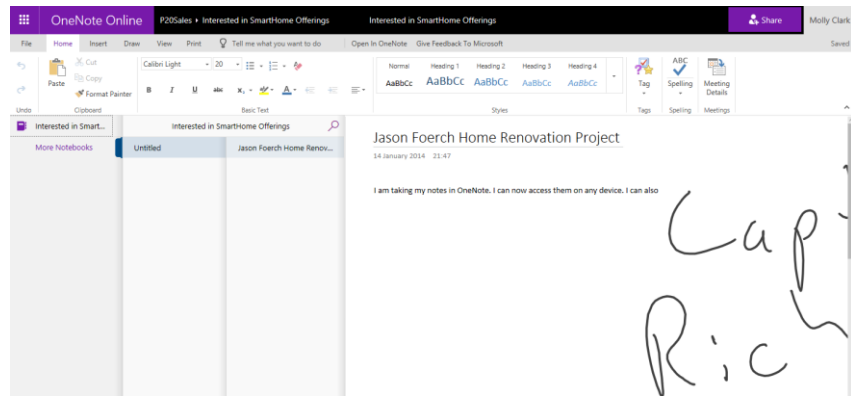 OneNote Online P20Sales ▸ Interested in SmartHome Offerings Interested in SmartHome Offerings Share Molly Clark
File Home Insert Draw View Print Tell me what you want to do Open In OneNote Give Feedback To Microsoft Saved
Cut
Copy
Format Painter
Paste
Calibri Light 20
B I U abc x, A
Normal Heading 1 Heading 2 Heading 3 Heading 4
AaBbCc AaBbCc AaBbCc AaBbCc AaBbCc
Tag
ABC
Spelling
Meeting Details
Undo Clipboard Basic Text Styles Tags Spelling Meetings
Interested in Smart... Interested in SmartHome Offerings
More Notebooks Untitled Jason Foerch Home Renov...
Jason Foerch Home Renovation Project
14 January 2014 21:47
I am taking my notes in OneNote. I can now access them on any device. I can also
Cap
Rich